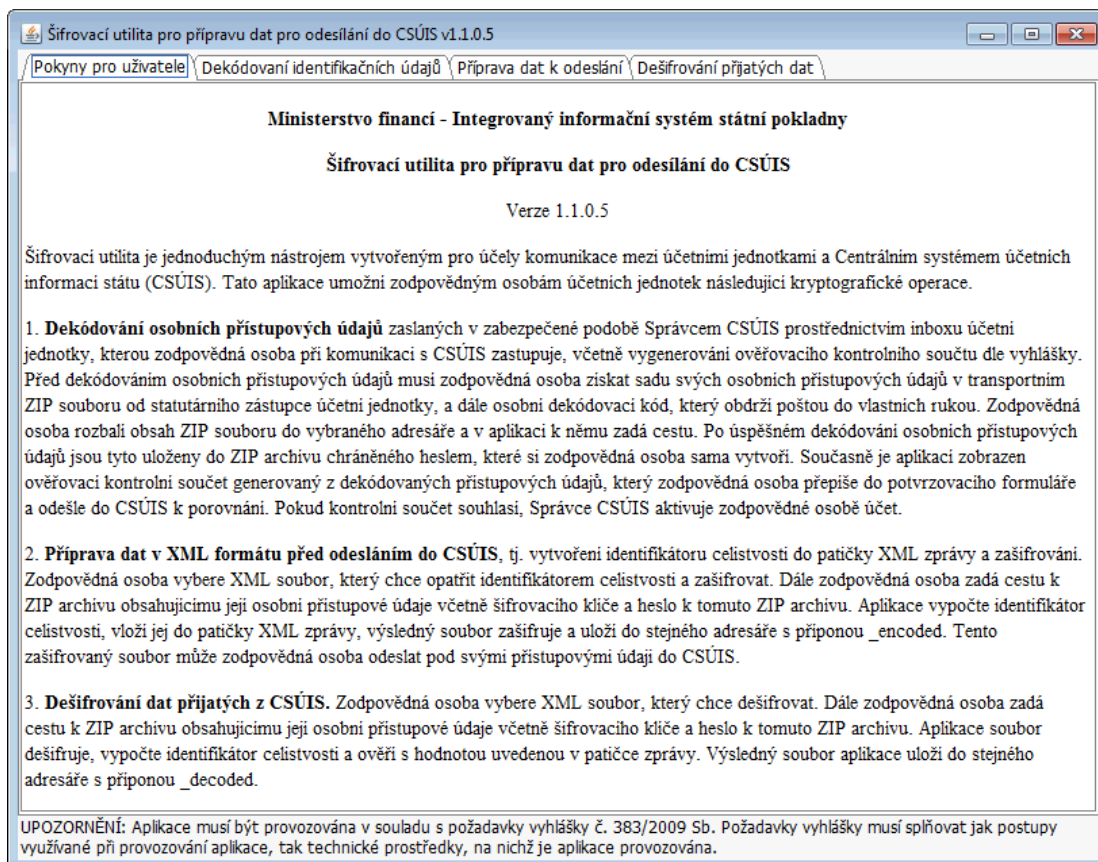 Šifrovací utilita pro přípravu dat pro odesílání do CSÚIS v1.1.0.5
Pokyny pro uživatele Dekódovaní identifikačních údajů Příprava dat k odeslání Dešifrování přijatých dat
Ministerstvo financí - Integrovaný informační systém státní pokladny
Šifrovací utilita pro přípravu dat pro odesílání do CSÚIS
Verze 1.1.0.5
Šifrovací utilita je jednoduchým nástrojem vytvořeným pro účely komunikace mezi účetními jednotkami a Centrálním systémem účetních
informací státu (CSÚIS). Tato aplikace umožní zodpovědným osobám účetních jednotek následující kryptografické operace.
1. Dekódování osobních přístupových údajů zaslaných v zabezpečené podobě Správcem CSÚIS prostřednictvím inboxu účetní
jednotky, kterou zodpovědná osoba při komunikaci s CSÚIS zastupuje, včetně vygenerování ověřovacího kontrolního součtu dle vyhlášky.
Před dekódováním osobních přístupových údajů musí zodpovědná osoba získat sadu svých osobních přístupových údajů v transportním
ZIP souboru od statutárního zástupce účetní jednotky, a dále osobní dekódovací kód, který obdrží poštou do vlastních rukou. Zodpovědná
osoba rozbalí obsah ZIP souboru do vybraného adresáře a v aplikaci k němu zadá cestu. Po úspěšném dekódování osobních přístupových
údajů jsou tyto uloženy do ZIP archivu chráněného heslem, které si zodpovědná osoba sama vytvoří. Současně je aplikací zobrazen
ověřovací kontrolní součet generovaný z dekódovaných přístupových údajů, který zodpovědná osoba přepíše do potvrzovacího formuláře
a odešle do CSÚIS k porovnání. Pokud kontrolní součet souhlasí, Správce CSÚIS aktivuje zodpovědné osobě účet.
2. Příprava dat v XML formátu před odesláním do CSÚIS, tj. vytvoření identifikátoru celistvosti do patičky XML zprávy a zašifrování.
Zodpovědná osoba vybere XML soubor, který chce opatřit identifikátorem celistvosti a zašifrovat. Dále zodpovědná osoba zadá cestu k
ZIP archivu obsahujícímu její osobní přístupové údaje včetně šifrovacího klíče a heslo k tomuto ZIP archivu. Aplikace vypočte identifikátor
celistvosti, vloží jej do patičky XML zprávy, výsledný soubor zašifruje a uloží do stejného adresáře s příponou _encoded. Tento
zašifrovaný soubor může zodpovědná osoba odeslat pod svými přístupovými údaji do CSÚIS.
3. Dešifrování dat přijatých z CSÚIS. Zodpovědná osoba vybere XML soubor, který chce dešifrovat. Dále zodpovědná osoba zadá
cestu k ZIP archivu obsahujícímu její osobní přístupové údaje včetně šifrovacího klíče a heslo k tomuto ZIP archivu. Aplikace soubor
dešifruje, vypočte identifikátor celistvosti a ověří s hodnotou uvedenou v patičce zprávy. Výsledný soubor aplikace uloží do stejného
adresáře s příponou _decoded.
UPOZORNĚNÍ: Aplikace musí být provozována v souladu s požadavky vyhlášky č. 383/2009 Sb. Požadavky vyhlášky musí splňovat jak postupy
využívané při provozování aplikace, tak technické prostředky, na nichž je aplikace provozována.